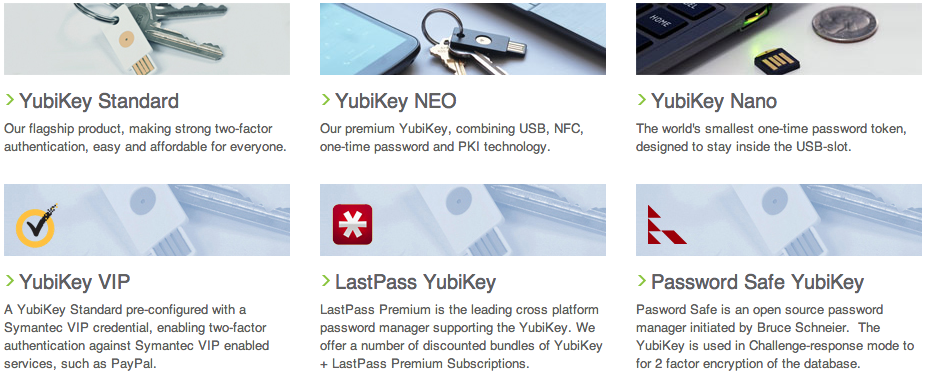 HOME
YubiKey Standard
Our flagship product, making strong two-factor
authentication, easy and affordable for everyone.
YubiKey NEO
Our premium YubiKey, combining USB, NFC,
one-time password and PKI technology.
YubiKey Nano
The world's smallest one-time password token,
designed to stay inside the USB-slot.
YubiKey VIP
A YubiKey Standard pre-configured with a
Symantec VIP credential, enabling two-factor
authentication against Symantec VIP enabled
services, such as PayPal.
LastPass YubiKey
LastPass Premium is the leading cross platform
password manager supporting the YubiKey. We
offer a number of discounted bundles of YubiKey
+ LastPass Premium Subscriptions.
Password Safe YubiKey
Pasword Safe is an open source password
manager initiated by Bruce Schneier. The
YubiKey is used in Challenge-response mode to
for 2 factor encryption of the database.